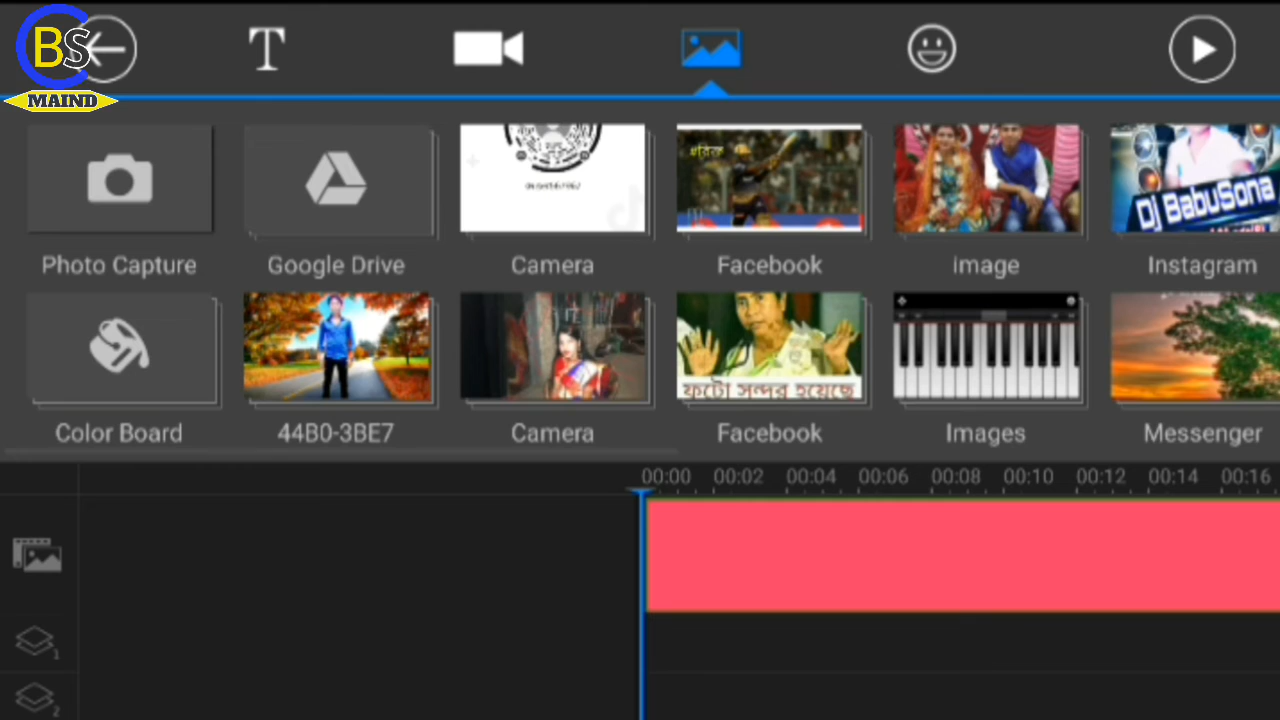 BS
MAIND
T
#রিক
Dj BabuSona
Photo Capture
Google Drive
Camera
Facebook
image
Instagram
ফটো সুন্দর হয়েছে
Color Board
44B0-3BE7
Camera
Facebook
Images
Messenger
00:00 00:02 00:04 00:06 00:08 00:10 00:12 00:14 00:16
1
2